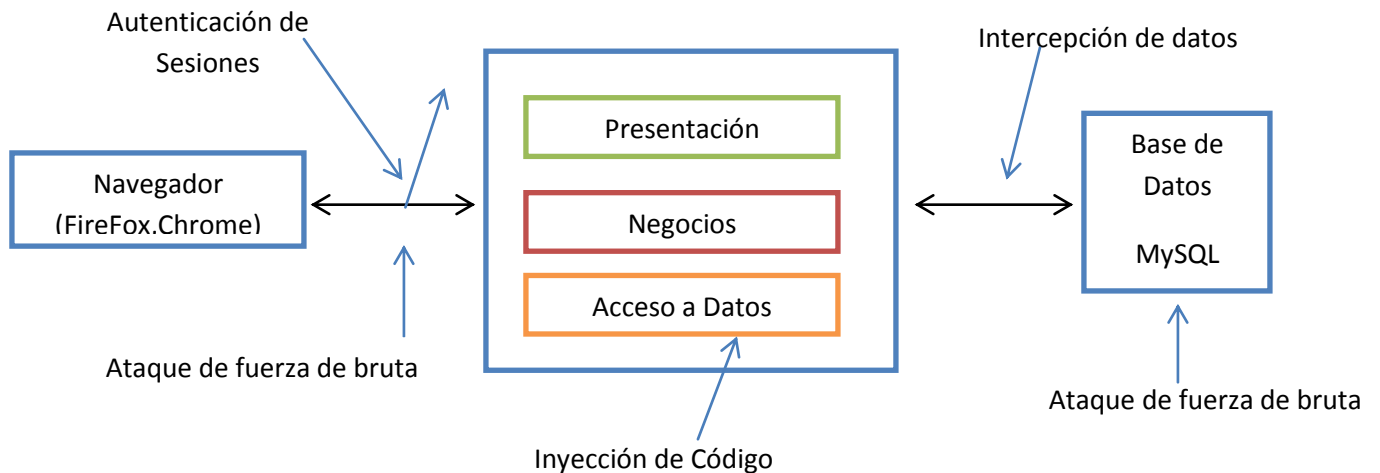 Autenticación de
Sesiones
Intercepción de datos
Presentación
Base de
Datos
Navegador
(FireFox.Chrome)
Negocios
MySQL
Acceso a Datos
Ataque de fuerza de bruta
Ataque de fuerza de bruta
Inyección de Código